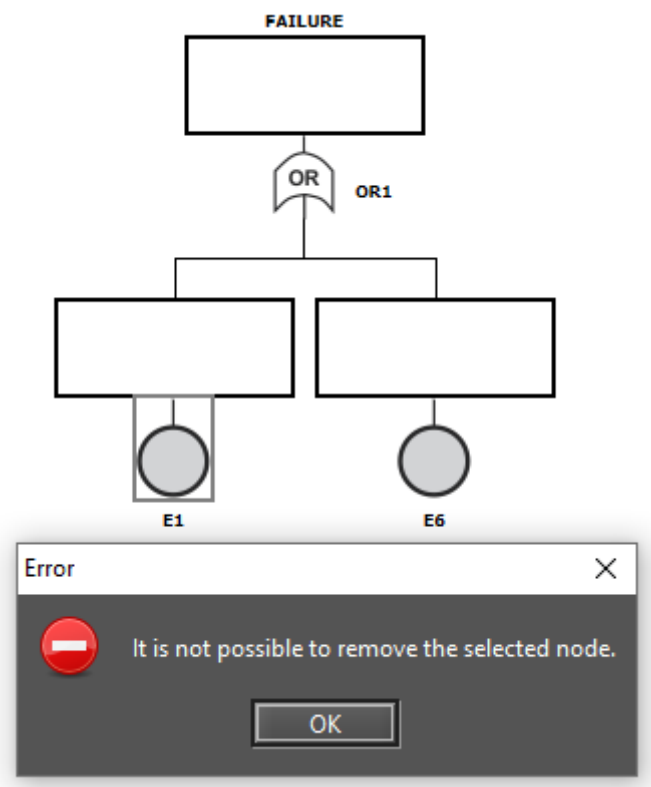 FAILURE
OR
OR1
E1
E6
Error
It is not possible to remove the selected node.
OK